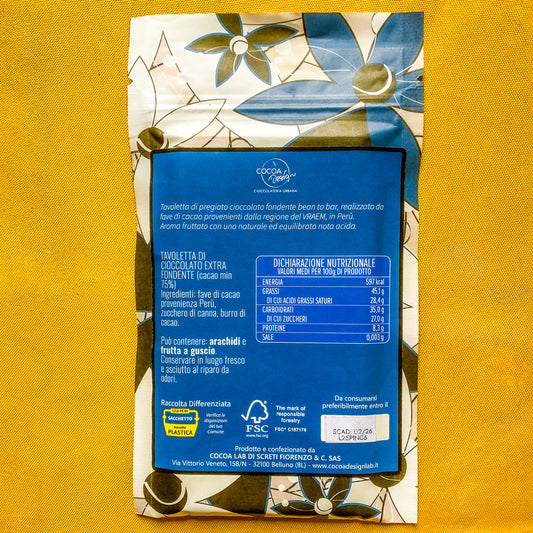 COCOA
Design
CIOCCOLATERIA URBANA
Tavoletta di pregiato cioccolato fondente bean to bar, realizzato da
fave di cacao provenienti dalla regione del VRAEM, in Perù.
Aroma fruttato con una naturale ed equilibrata nota acida.
TAVOLETTA DI
CIOCCOLATO EXTRA
FONDENTE (cacao min
75%)
Ingredienti: fave di cacao
provenienza Perù,
zucchero di canna, burro di
cacao.
Può contenere: arachidi e
frutta a guscio.
Conservare in luogo fresco
e asciutto al riparo da
odori.
DICHIARAZIONE NUTRIZIONALE
VALORI MEDI PER 100g DI PRODOTTO
ENERGIA 597 kcal
GRASSI 45,1 g
DI CUI ACIDI GRASSI SATURI 28,4 g
CARBOIDRATI 35,0 g
DI CUI ZUCCHERI 27,0 g
PROTEINE 8,3 g
SALE 0,003 g
Raccolta Differenziata
SACCHETTO
Raccolta
PLASTICA
Verifica le
disposizioni
del tuo
Comune
FSC
www.fsc.org
The mark of
responsible
forestry
FSC® C167176
Da consumarsi
preferibilmente entro il
SCAD: 02/26
L25PIN06
Prodotto e confezionato da
COCOA LAB DI SCRETI FIORENZO & C. SAS
Via Vittorio Veneto, 158/N - 32100 Belluno (BL) - www.cocoadesignlab.it